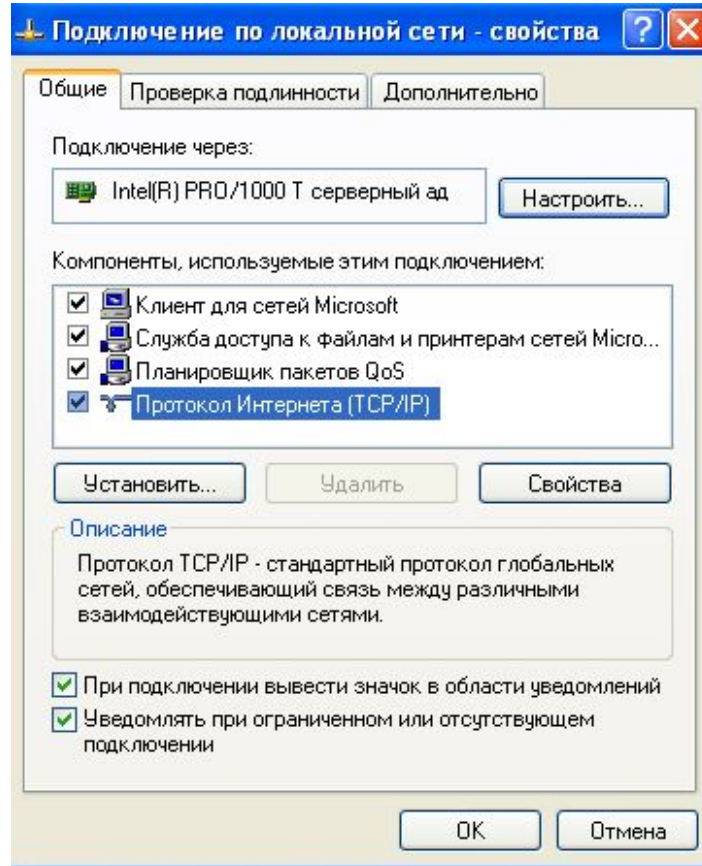 Подключение по локальной сети - свойства
Общие Проверка подлинности Дополнительно
Подключение через:
Intel(R) PRO/1000 T серверный ад Настроить...
Компоненты, используемые этим подключением:
Клиент для сетей Microsoft
Служба доступа к файлам и принтерам сетей Micro...
Планировщик пакетов QoS
Протокол Интернета (TCP/IP)
Установить... Удалить Свойства
Описание
Протокол TCP/IP - стандартный протокол глобальных
сетей, обеспечивающий связь между различными
взаимодействующими сетями.
При подключении вывести значок в области уведомлений
Уведомлять при ограниченном или отсутствующем
подключении
OK Отмена